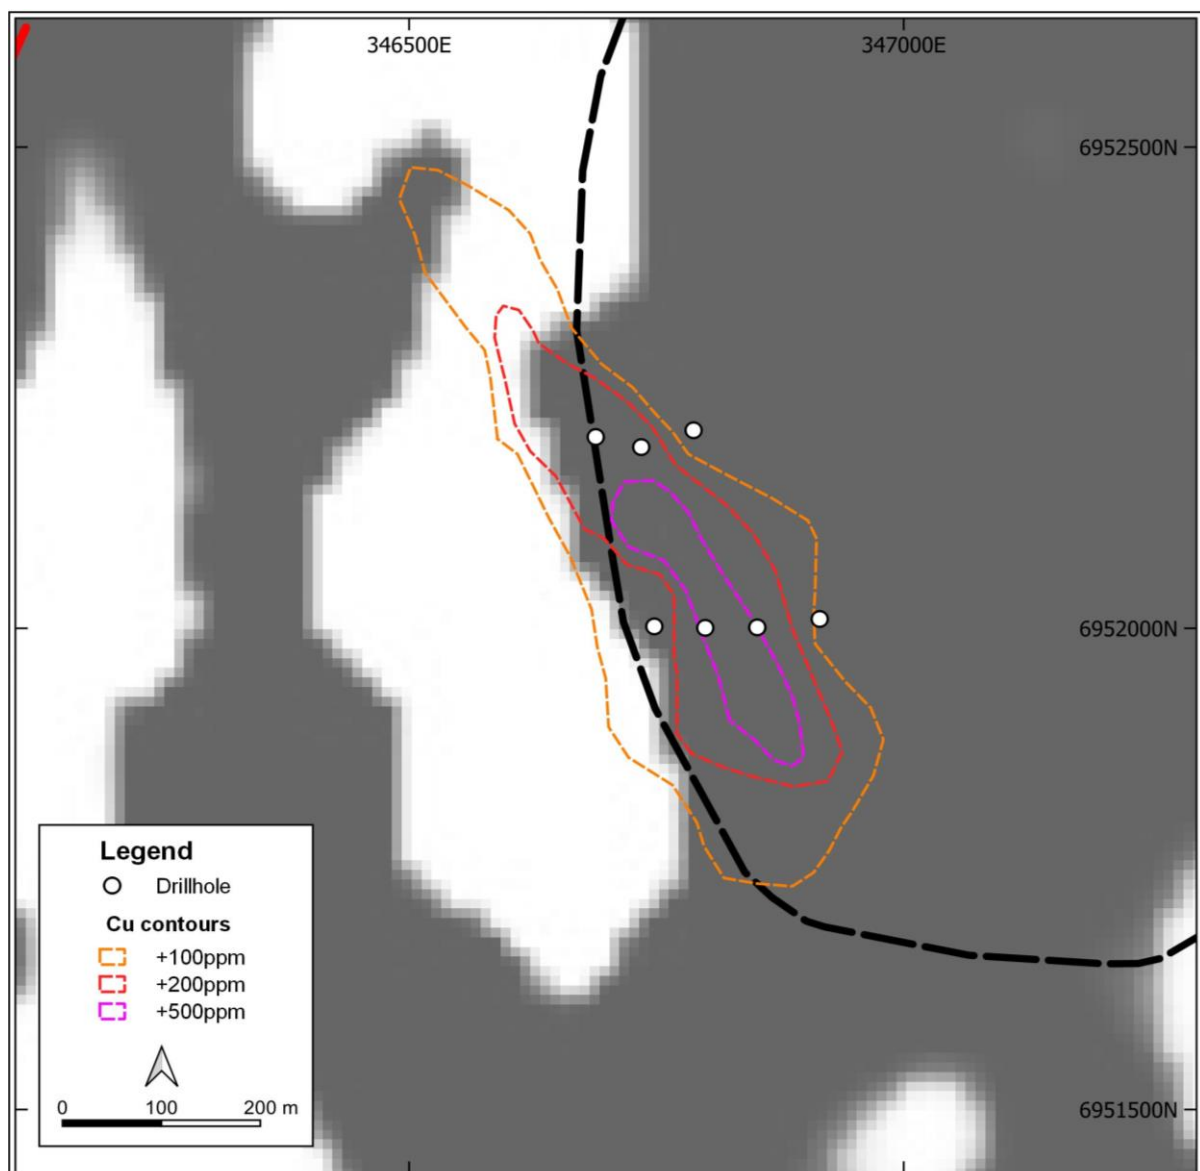 346500E
347000E
6952500N
6952000N
Legend
Drillhole
Cu contours
+100ppm
+200ppm
+500ppm
0 100 200 m
6951500N